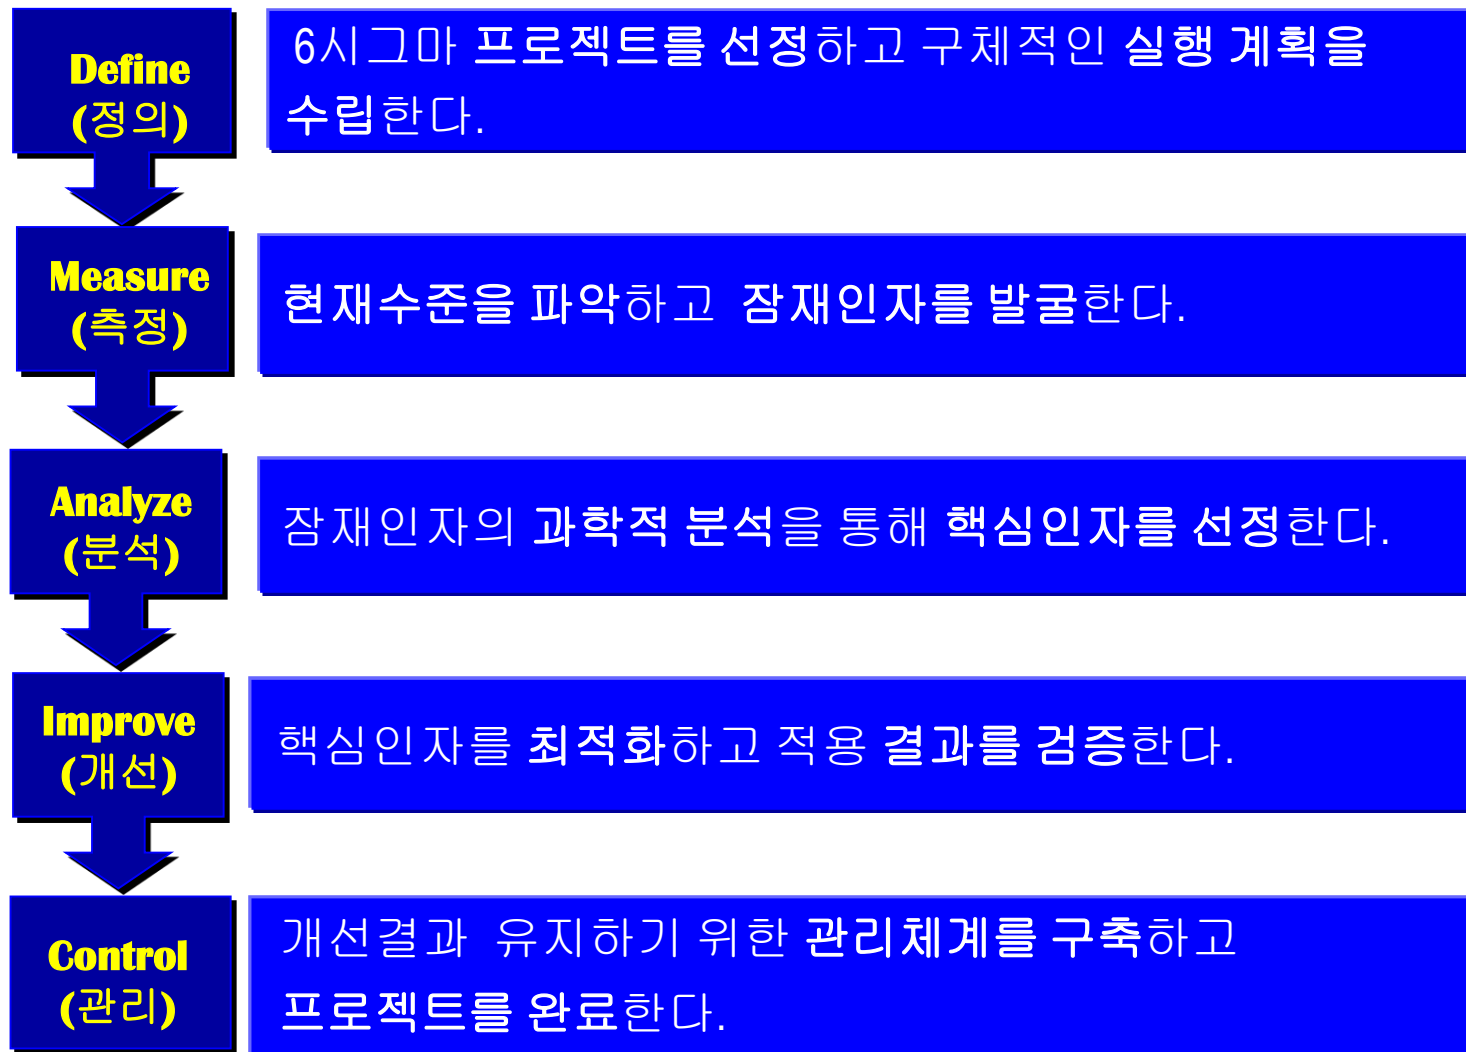 Define
(정의)
6시그마 프로젝트를 선정하고 구체적인 실행 계획을
수립한다.
Measure
(측정)
현재수준을 파악하고 잠재인자를 발굴한다.
Analyze
(분석)
잠재인자의 과학적 분석을 통해 핵심인자를 선정한다.
Improve
(개선)
핵심인자를 최적화하고 적용 결과를 검증한다.
Control
(관리)
개선결과 유지하기 위한 관리체계를 구축하고
프로젝트를 완료한다.